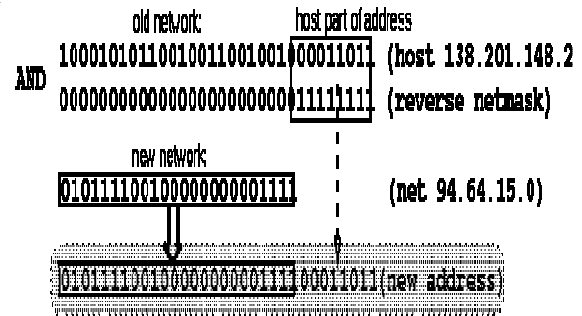 old network: host part of address
10001010110010011001001000011011 (host 138.201.148.2
AND
00000000000000000000000011111111 (reverse netmask)
new network:
010111100100000000001111 (net 94.64.15.0)
01011110010000000000111100011011(new address)